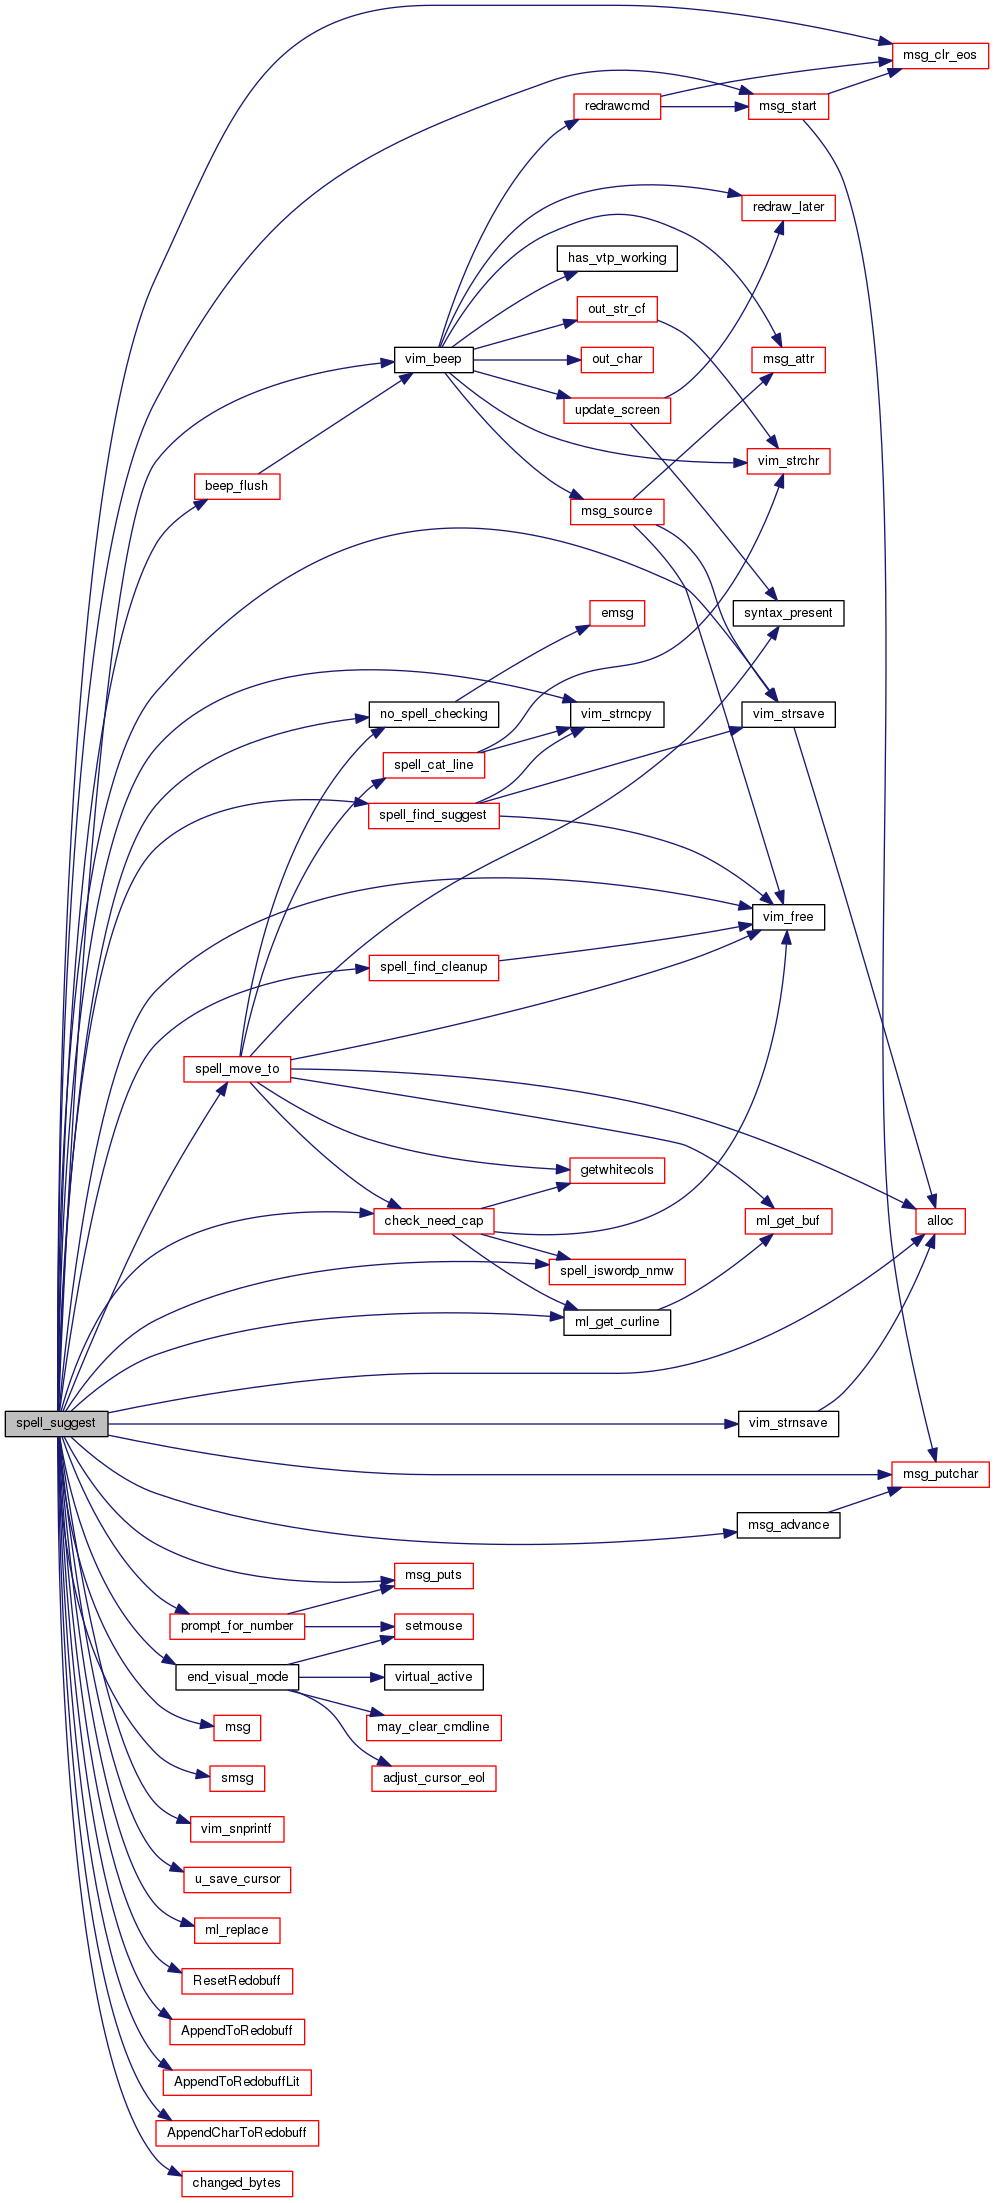 msg_clr_eos
redrawcmd
msg_start
redraw_later
has_vtp_working
out_str_cf
vim_beep
out_char
msg_attr
update_screen
vim_strchr
beep_flush
msg_source
emsg
syntax_present
no_spell_checking
vim_strncpy
vim_strsave
spell_cat_line
spell_find_suggest
vim_free
spell_find_cleanup
spell_move_to
getwhitecols
check_need_cap
ml_get_buf
alloc
spell_iswordp_nmw
ml_get_curline
spell_suggest
vim_strnsave
msg_putchar
msg_advance
msg_puts
prompt_for_number
setmouse
end_visual_mode
virtual_active
msg
may_clear_cmdline
smsg
adjust_cursor_eol
vim_snprintf
u_save_cursor
ml_replace
ResetRedobuff
AppendToRedobuff
AppendToRedobuffLit
AppendCharToRedobuff
changed_bytes